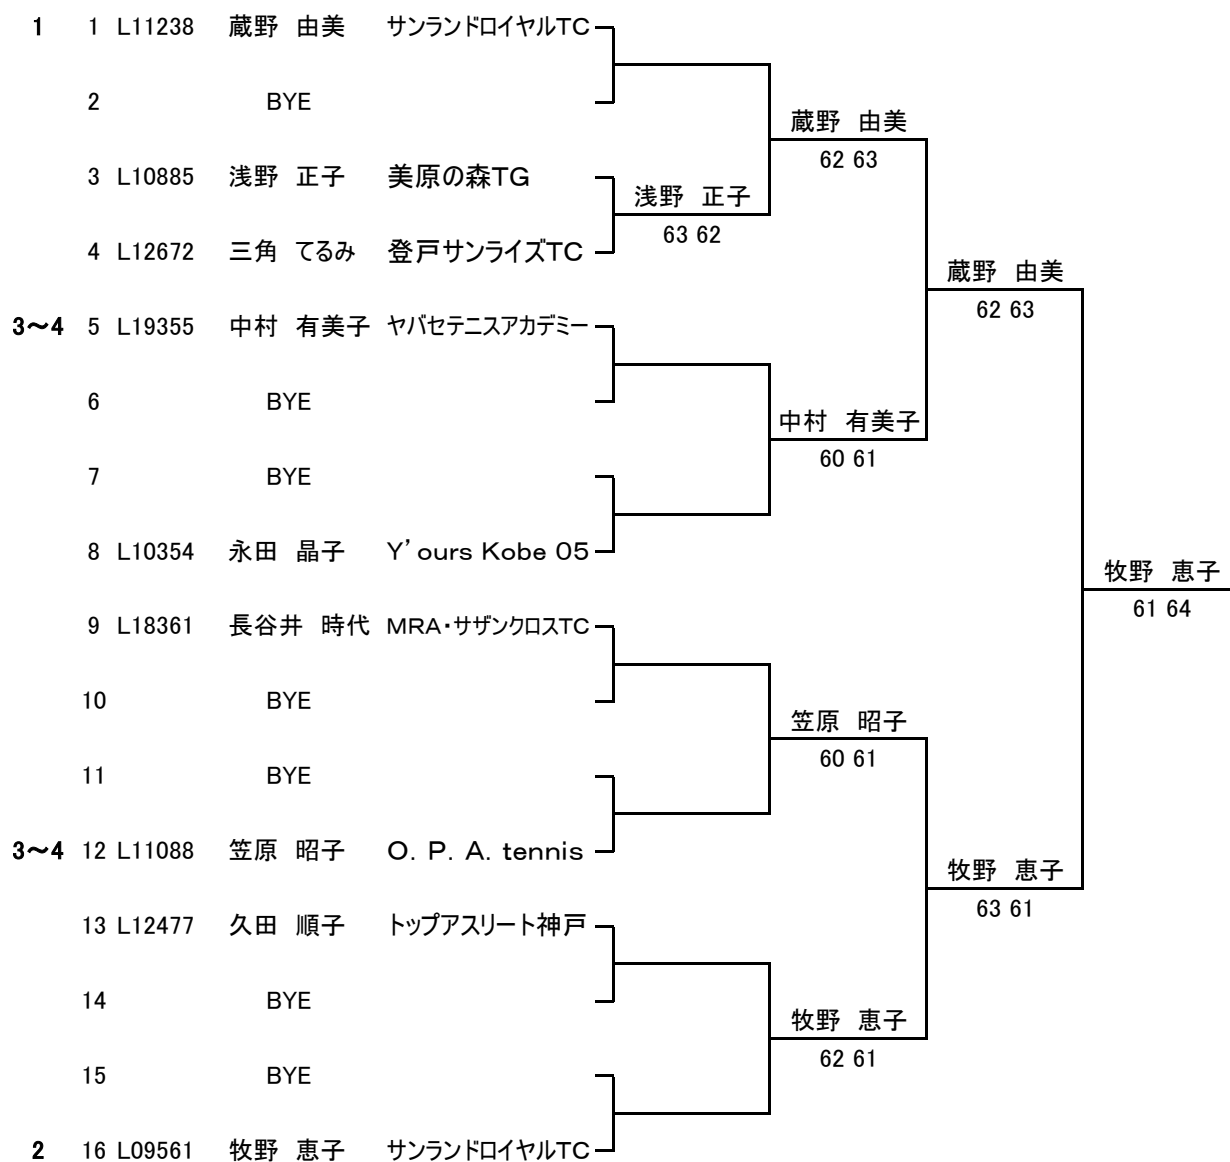 1 1 L11238 蔵野 由美 サンランドロイヤルTC
2 BYE
蔵野 由美
62 63
3 L10885 浅野 正子 美原の森TG
浅野 正子
63 62
4 L12672 三角 てるみ 登戸サンライズTC
蔵野 由美
62 63
3～4 5 L19355 中村 有美子 ヤバセテニスアカデミー
6 BYE
中村 有美子
60 61
7 BYE
8 L10354 永田 晶子 Y’ours Kobe 05
牧野 恵子
61 64
9 L18361 長谷井 時代 MRA・サザンクロスTC
10 BYE
笠原 昭子
60 61
11 BYE
3～4 12 L11088 笠原 昭子 O. P. A. tennis
牧野 恵子
63 61
13 L12477 久田 順子 トップアスリート神戸
14 BYE
牧野 恵子
62 61
15 BYE
2 16 L09561 牧野 恵子 サンランドロイヤルTC